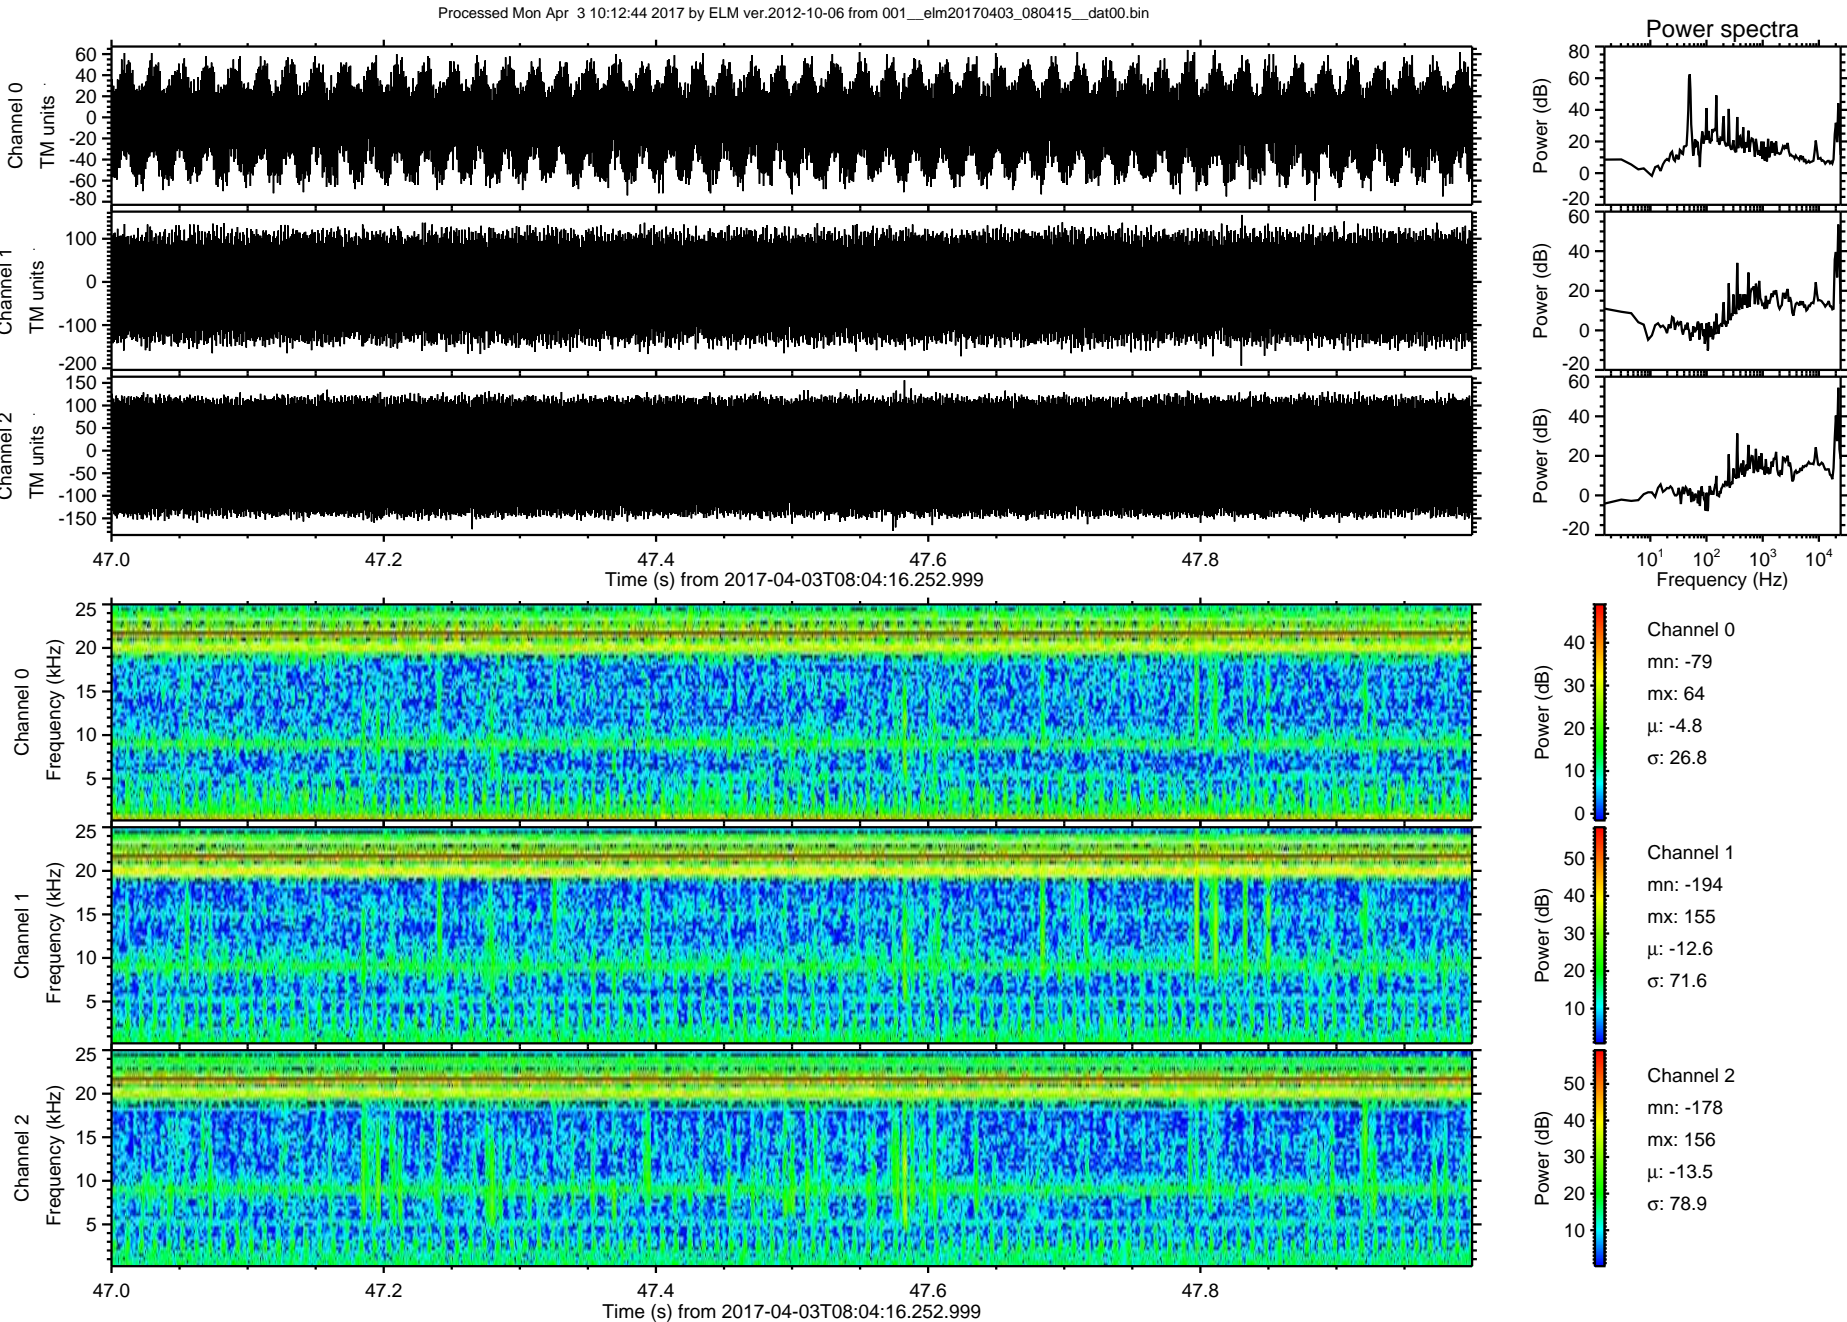 Processed Mon Apr  3 10:12:44 2017 by ELM ver.2012-10-06 from 001__elm20170403_080415__dat00.bin
Power spectra
Channel 0
TM units
60
40
20
0
-20
-40
-60
-80
Power (dB)
80
60
40
20
0
-20
Channel 1
TM units
100
0
-100
-200
Power (dB)
60
40
20
0
-20
Channel 2
TM units
150
100
50
0
-50
-100
-150
Power (dB)
60
40
20
0
-20
47.0 47.2 47.4 47.6 47.8
Time (s) from 2017-04-03T08:04:16.252.999
10^1 10^2 10^3 10^4
Frequency (Hz)
Channel 0
Frequency (kHz)
25
20
15
10
5
Power (dB)
40
30
20
10
0
Channel 0
mn: -79
mx: 64
μ: -4.8
σ: 26.8
Channel 1
Frequency (kHz)
25
20
15
10
5
Power (dB)
50
40
30
20
10
Channel 1
mn: -194
mx: 155
μ: -12.6
σ: 71.6
Channel 2
Frequency (kHz)
25
20
15
10
5
Power (dB)
50
40
30
20
10
Channel 2
mn: -178
mx: 156
μ: -13.5
σ: 78.9
47.0 47.2 47.4 47.6 47.8
Time (s) from 2017-04-03T08:04:16.252.999